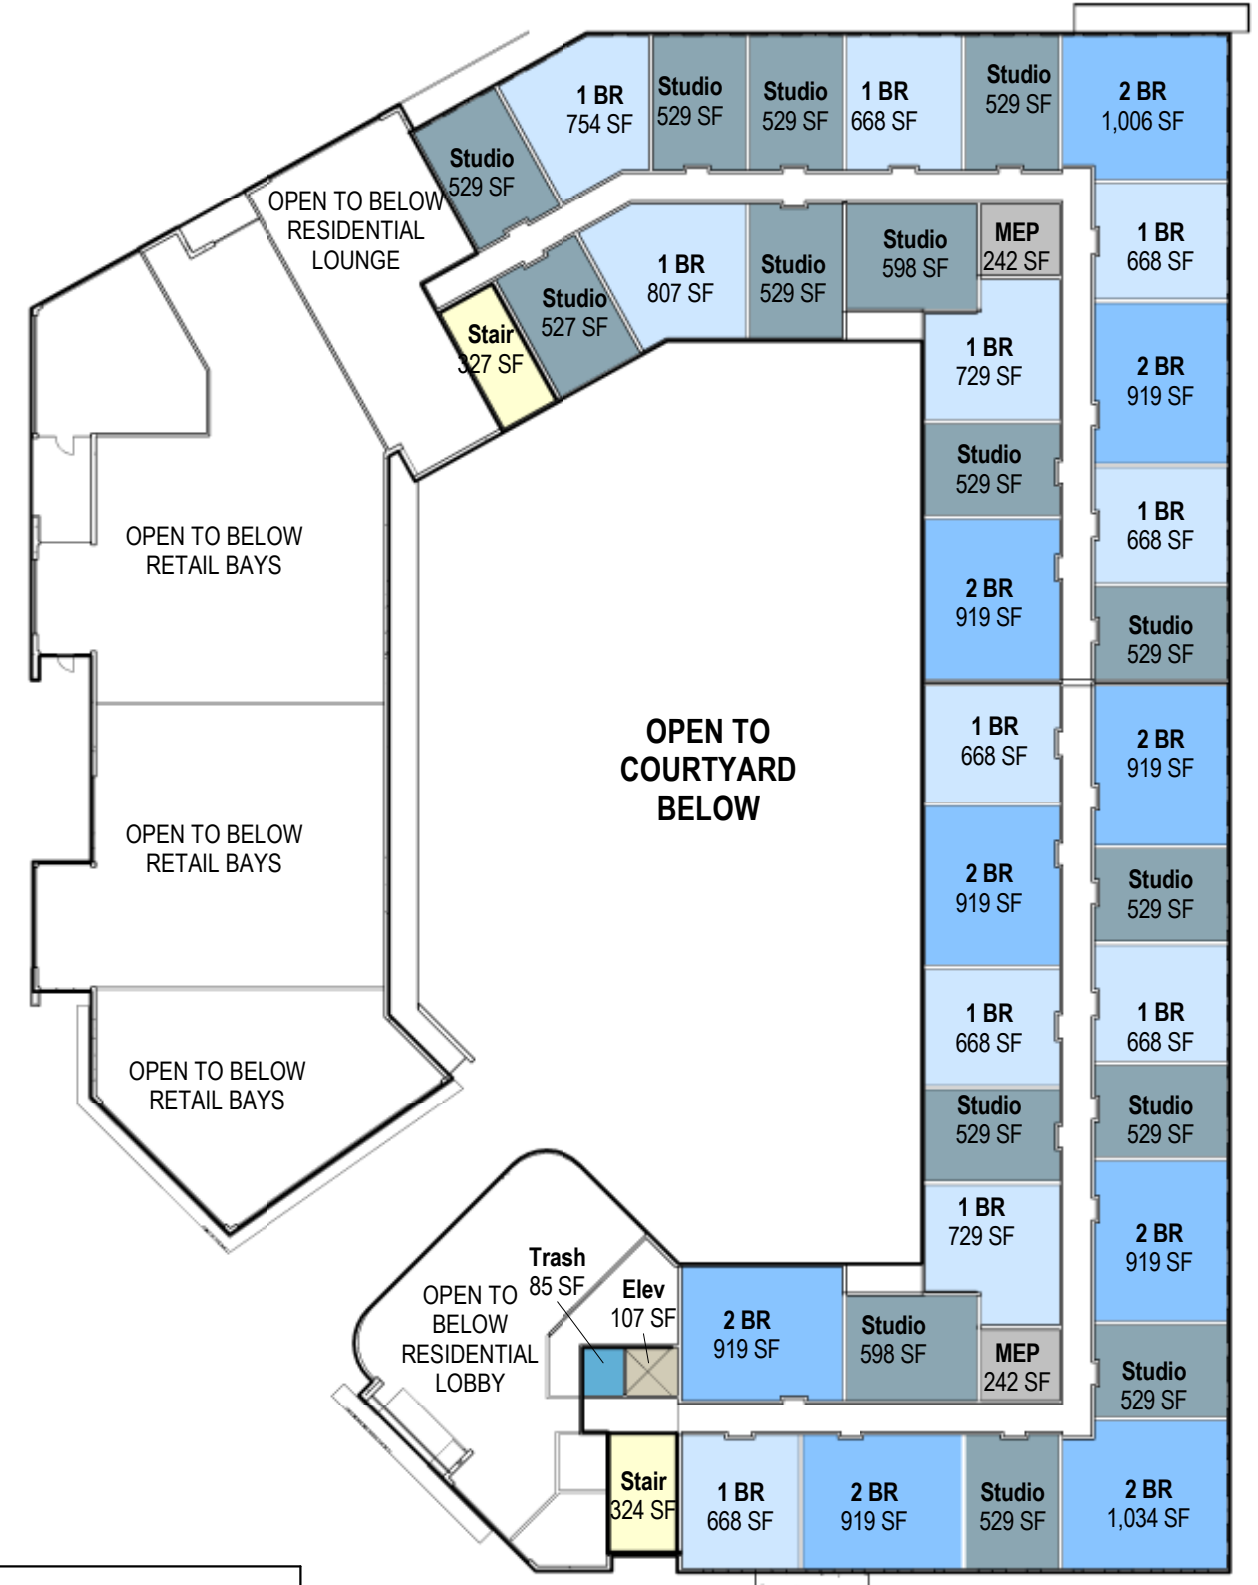 1 BR
754 SF
Studio
529 SF
Studio
529 SF
1 BR
668 SF
Studio
529 SF
2 BR
1,006 SF
Studio
529 SF
OPEN TO BELOW
RESIDENTIAL
LOUNGE
1 BR
807 SF
Studio
529 SF
Studio
598 SF
MEP
242 SF
1 BR
668 SF
Studio
527 SF
Stair
327 SF
1 BR
729 SF
2 BR
919 SF
Studio
529 SF
1 BR
668 SF
OPEN TO BELOW
RETAIL BAYS
2 BR
919 SF
Studio
529 SF
OPEN TO
COURTYARD
BELOW
1 BR
668 SF
2 BR
919 SF
OPEN TO BELOW
RETAIL BAYS
2 BR
919 SF
Studio
529 SF
1 BR
668 SF
1 BR
668 SF
OPEN TO BELOW
RETAIL BAYS
Studio
529 SF
Studio
529 SF
1 BR
729 SF
2 BR
919 SF
Trash
85 SF
Elev
107 SF
OPEN TO
BELOW
RESIDENTIAL
LOBBY
2 BR
919 SF
Studio
598 SF
MEP
242 SF
Studio
529 SF
Stair
324 SF
1 BR
668 SF
2 BR
919 SF
Studio
529 SF
2 BR
1,034 SF